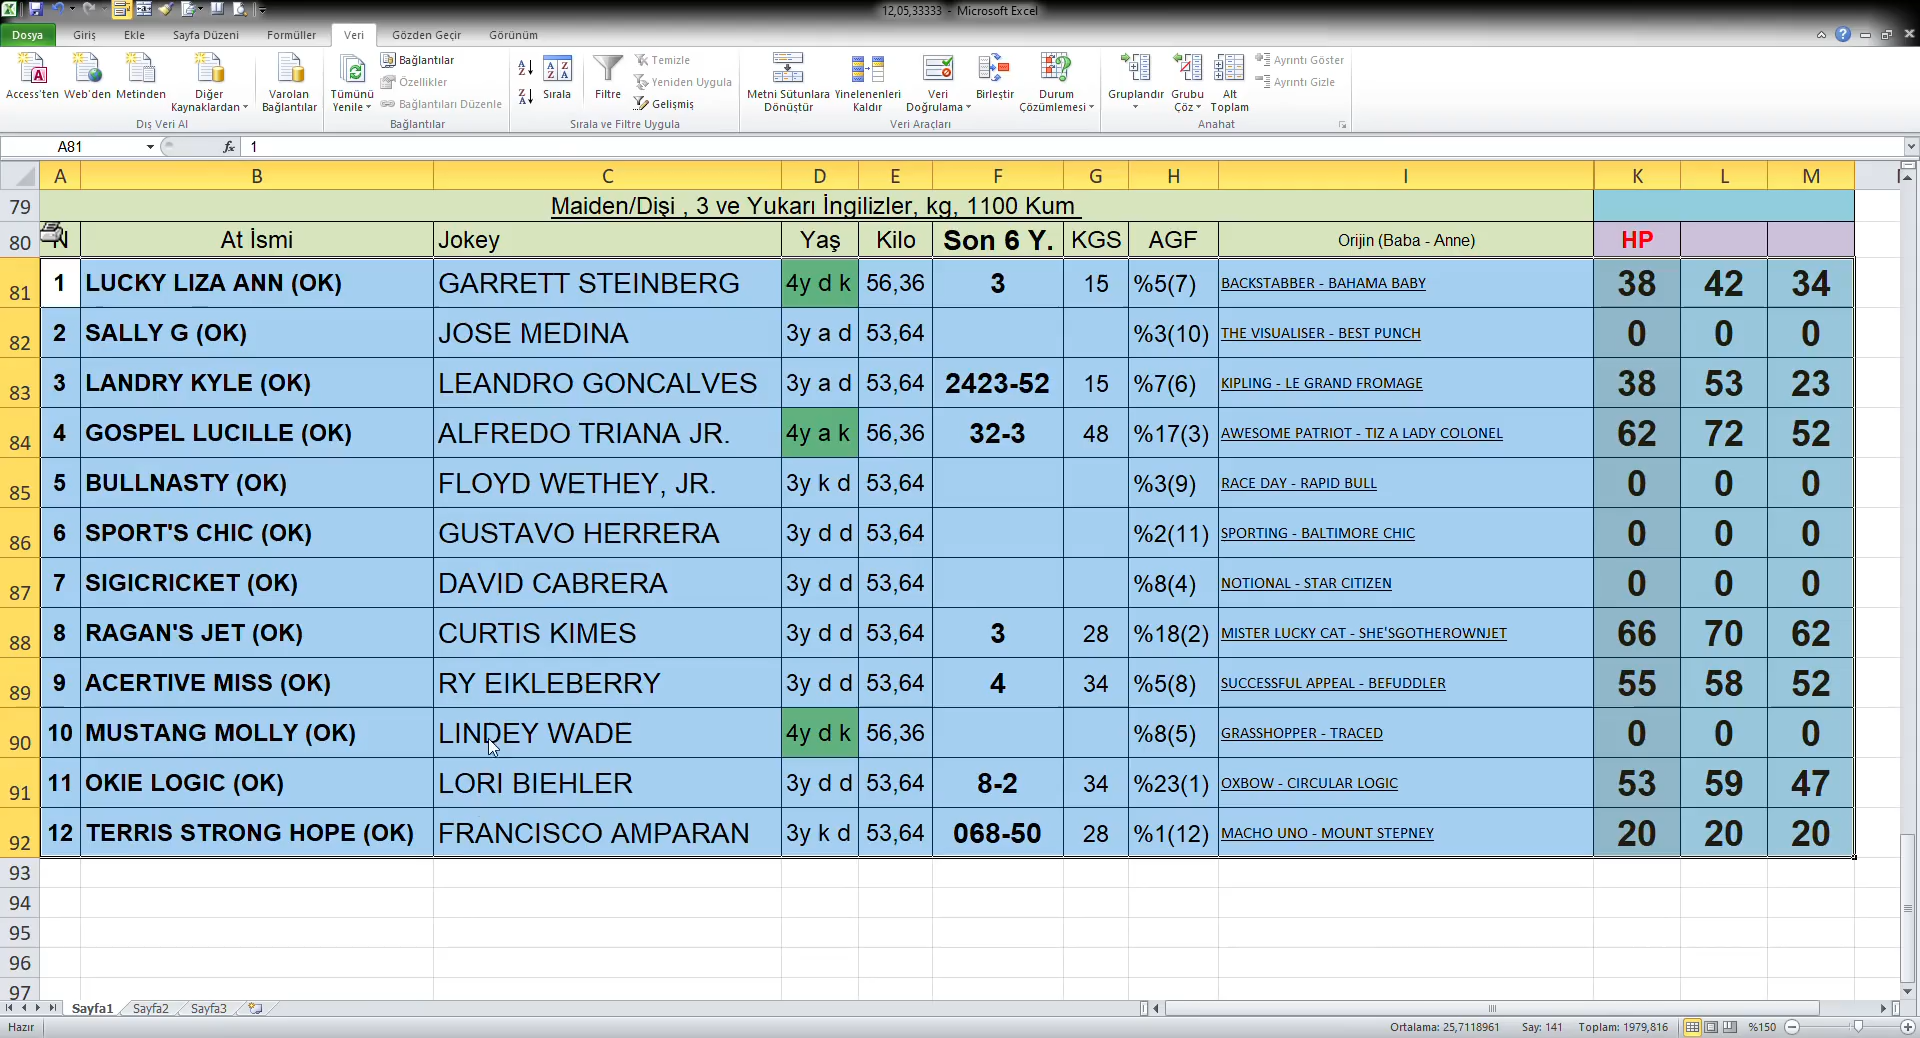 12,05,33333 - Microsoft Excel
Dosya Giriş Ekle Sayfa Düzeni Formüller Veri Gözden Geçir Görünüm
Access'ten Web'den Metinden Diğer Kaynaklardan Varolan Bağlantılar Tümünü Yenile Bağlantılar Özellikler Bağlantıları Düzenle Sırala Filtre Temizle Yeniden Uygula Gelişmiş Metni Sütunlara Dönüştür Yinelenenleri Kaldır Veri Doğrulama Birleştir Durum Çözümlemesi Gruplandır Grubu Çöz Alt Toplam Ayrıntı Göster Ayrıntı Gizle
Dış Veri Al Bağlantılar Sırala ve Filtre Uygula Veri Araçları Anahat
A81 fx 1
A B C D E F G H I K L M
79 Maiden/Dişi , 3 ve Yukarı İngilizler, kg, 1100 Kum
80 N At İsmi Jokey Yaş Kilo Son 6 Y. KGS AGF Orijin (Baba - Anne) HP
81 1 LUCKY LIZA ANN (OK) GARRETT STEINBERG 4y d k 56,36 3 15 %5(7) BACKSTABBER - BAHAMA BABY 38 42 34
82 2 SALLY G (OK) JOSE MEDINA 3y a d 53,64 %3(10) THE VISUALISER - BEST PUNCH 0 0 0
83 3 LANDRY KYLE (OK) LEANDRO GONCALVES 3y a d 53,64 2423-52 15 %7(6) KIPLING - LE GRAND FROMAGE 38 53 23
84 4 GOSPEL LUCILLE (OK) ALFREDO TRIANA JR. 4y a k 56,36 32-3 48 %17(3) AWESOME PATRIOT - TIZ A LADY COLONEL 62 72 52
85 5 BULLNASTY (OK) FLOYD WETHEY, JR. 3y k d 53,64 %3(9) RACE DAY - RAPID BULL 0 0 0
86 6 SPORT'S CHIC (OK) GUSTAVO HERRERA 3y d d 53,64 %2(11) SPORTING - BALTIMORE CHIC 0 0 0
87 7 SIGICRICKET (OK) DAVID CABRERA 3y d d 53,64 %8(4) NOTIONAL - STAR CITIZEN 0 0 0
88 8 RAGAN'S JET (OK) CURTIS KIMES 3y d d 53,64 3 28 %18(2) MISTER LUCKY CAT - SHE'SGOTHEROWNJET 66 70 62
89 9 ACERTIVE MISS (OK) RY EIKLEBERRY 3y d d 53,64 4 34 %5(8) SUCCESSFUL APPEAL - BEFUDDLER 55 58 52
90 10 MUSTANG MOLLY (OK) LINDEY WADE 4y d k 56,36 %8(5) GRASSHOPPER - TRACED 0 0 0
91 11 OKIE LOGIC (OK) LORI BIEHLER 3y d d 53,64 8-2 34 %23(1) OXBOW - CIRCULAR LOGIC 53 59 47
92 12 TERRIS STRONG HOPE (OK) FRANCISCO AMPARAN 3y k d 53,64 068-50 28 %1(12) MACHO UNO - MOUNT STEPNEY 20 20 20
93
94
95
96
97
Sayfa1 Sayfa2 Sayfa3
Hazır Ortalama: 25,7118961 Say: 141 Toplam: 1979,816 %150